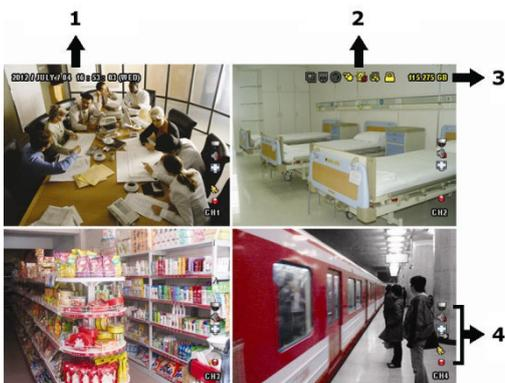 1
2
2012 / JULY / 04 16 : 53 : 03 (WED)
115.275 GB
3
CH1
CH2
CH3
CH4
4